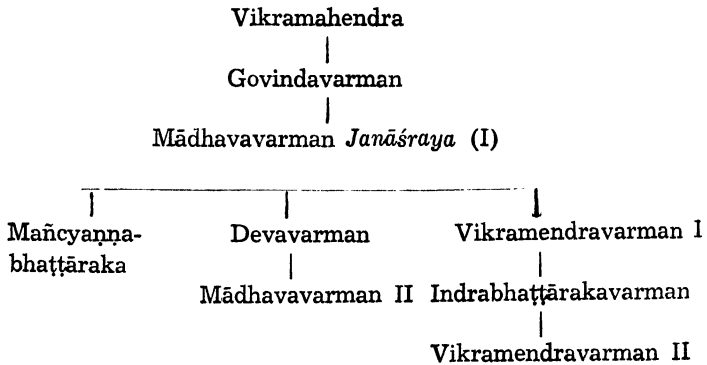 Vikramahendra
Govindavarman
Mādhavavarman Janāśraya (I)
Mañcyaṇṇa- Devavarman Vikramendravarman I
bhaṭṭāraka
Mādhavavarman II Indrabhaṭṭārakavarman
Vikramendravarman II